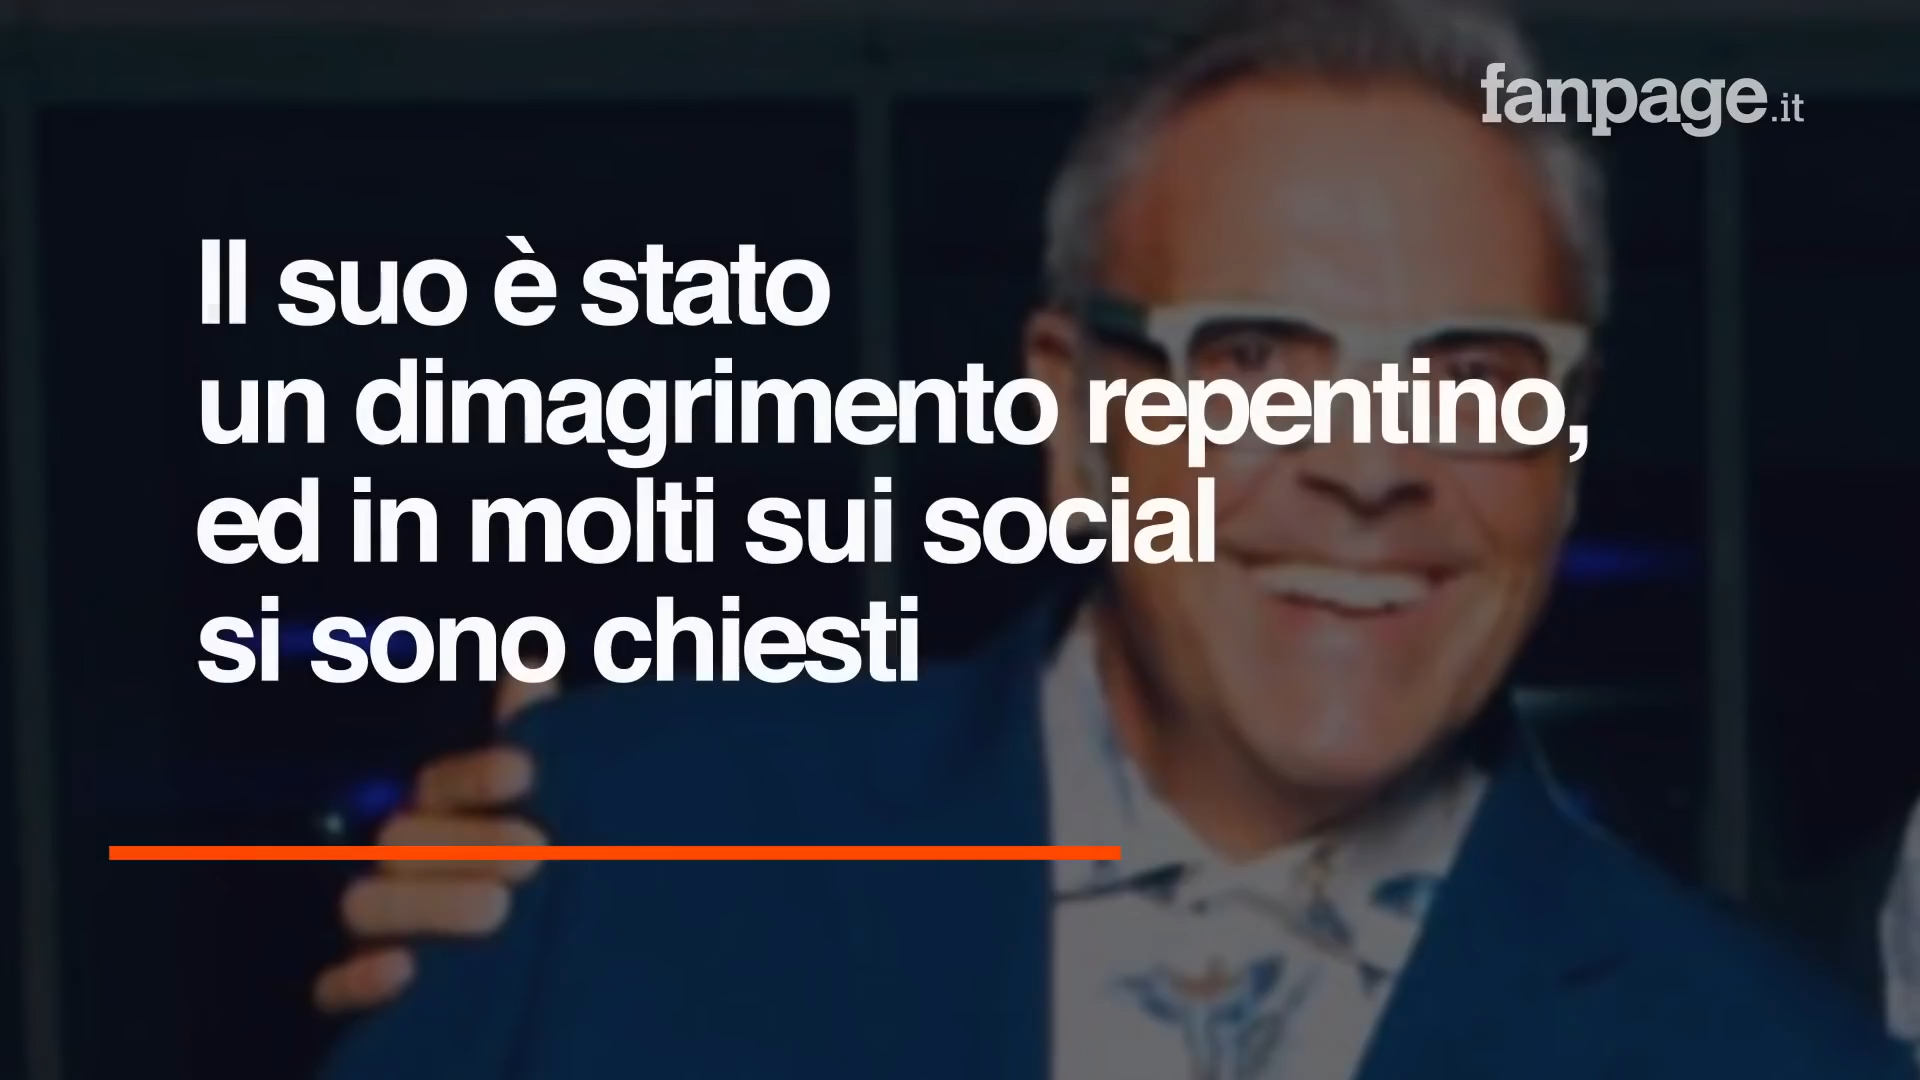 fanpage.it
Il suo è stato
un dimagrimento repentino,
ed in molti sui social
si sono chiesti